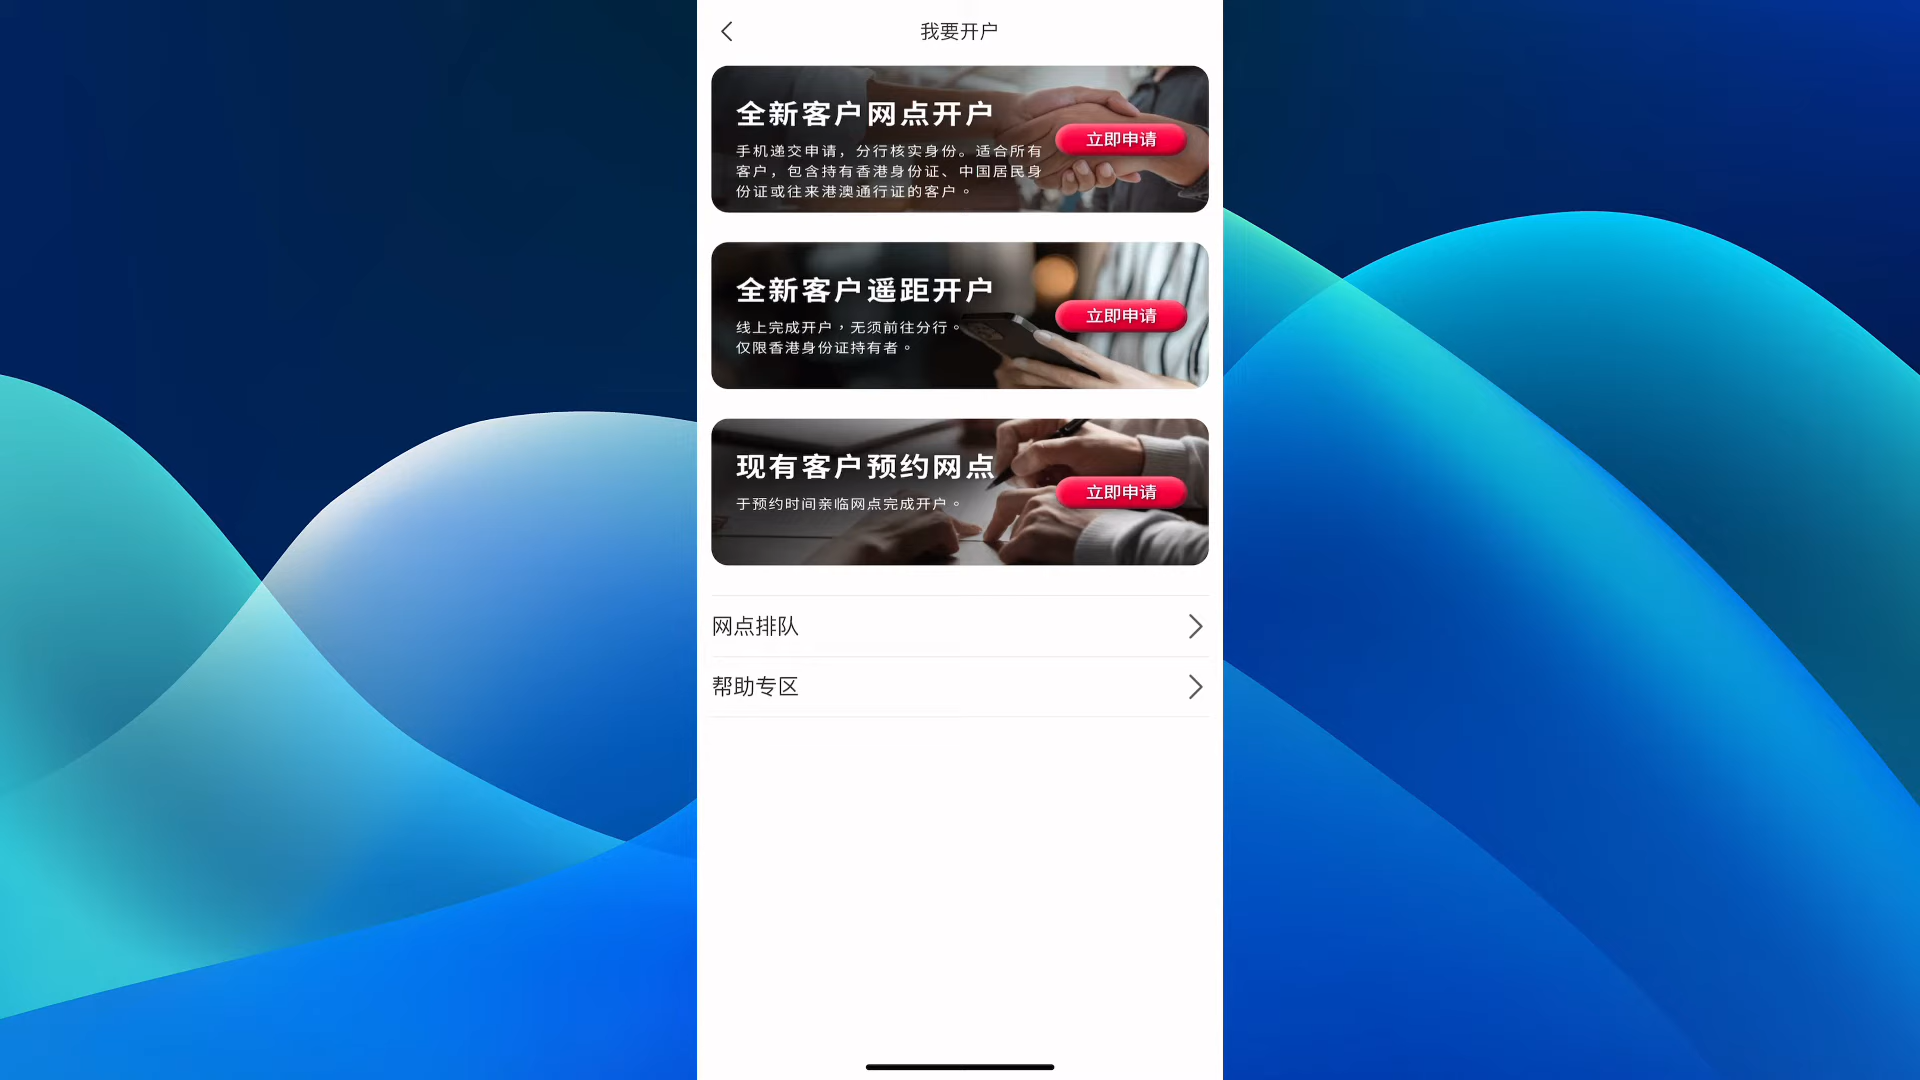 我要开户
全新客户网点开户
手机递交申请，分行核实身份。适合所有
客户，包含持有香港身份证、中国居民身
份证或往来港澳通行证的客户。
立即申请
全新客户遥距开户
线上完成开户，无须前往分行。
仅限香港身份证持有者。
立即申请
现有客户预约网点
于预约时间亲临网点完成开户。
立即申请
网点排队
帮助专区